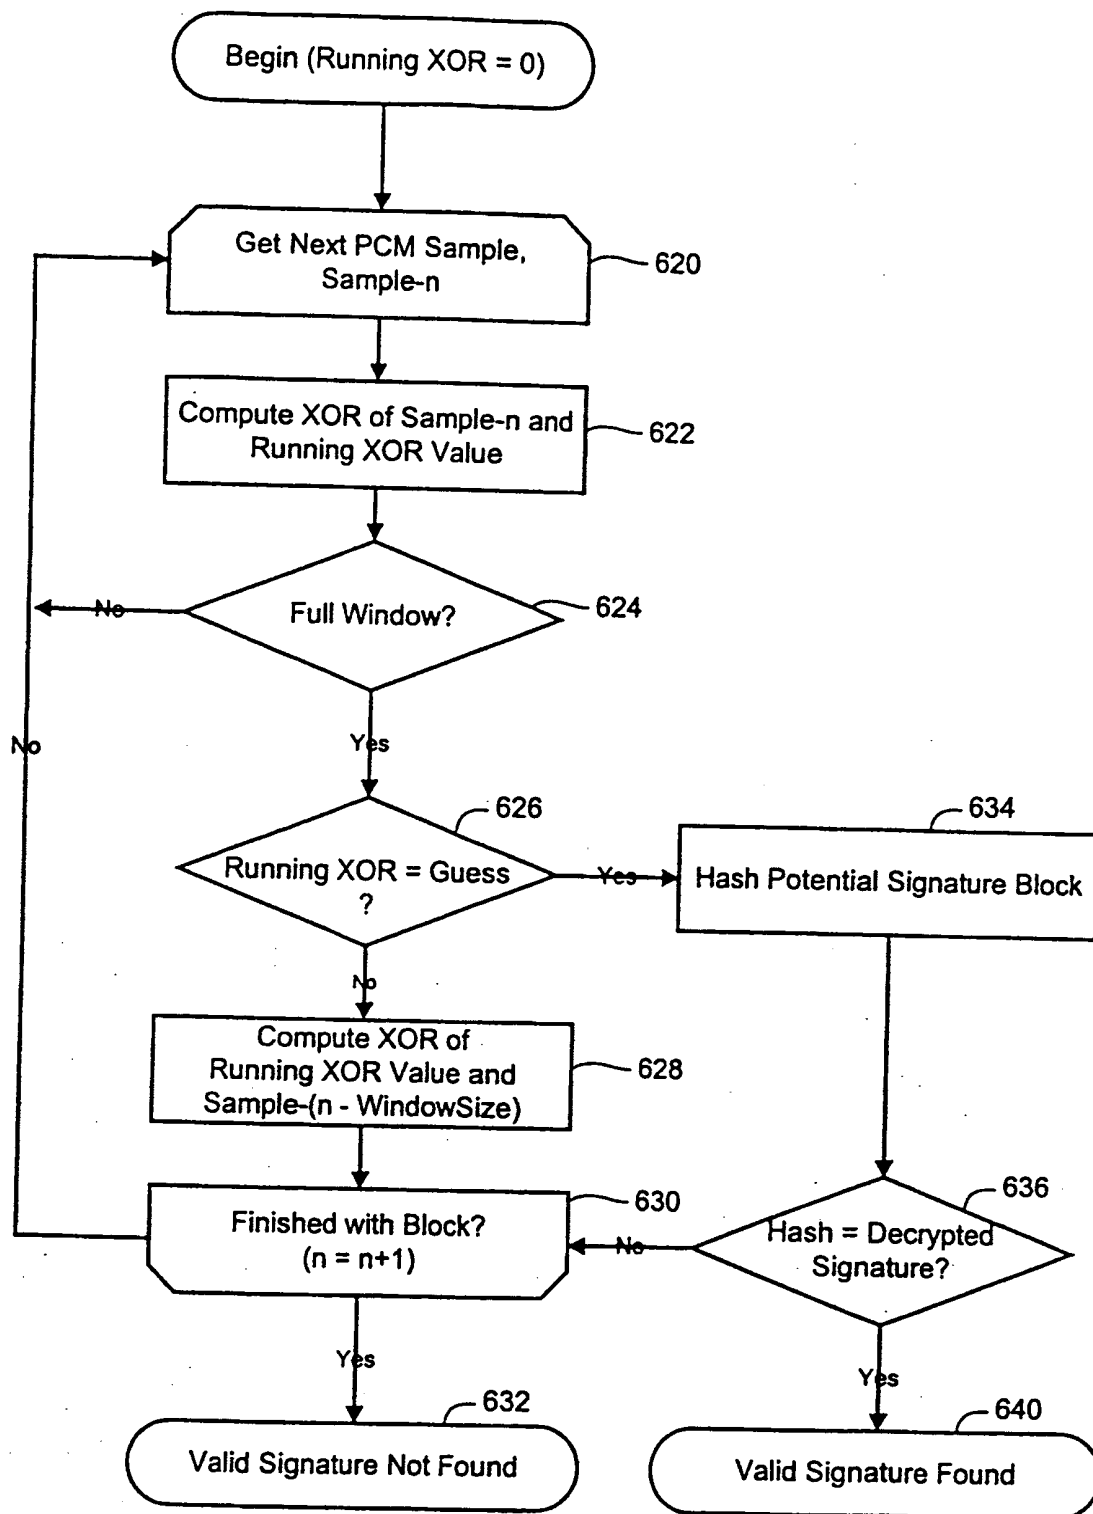 Begin (Running XOR = 0)
Get Next PCM Sample,
Sample-n
620
Compute XOR of Sample-n and
Running XOR Value
622
Full Window?
624
No
No
Yes
626
Running XOR = Guess
?
Yes
634
Hash Potential Signature Block
No
Compute XOR of
Running XOR Value and
Sample-(n - WindowSize)
628
630
Finished with Block?
(n = n+1)
No
636
Hash = Decrypted
Signature?
Yes
Yes
632
Valid Signature Not Found
640
Valid Signature Found